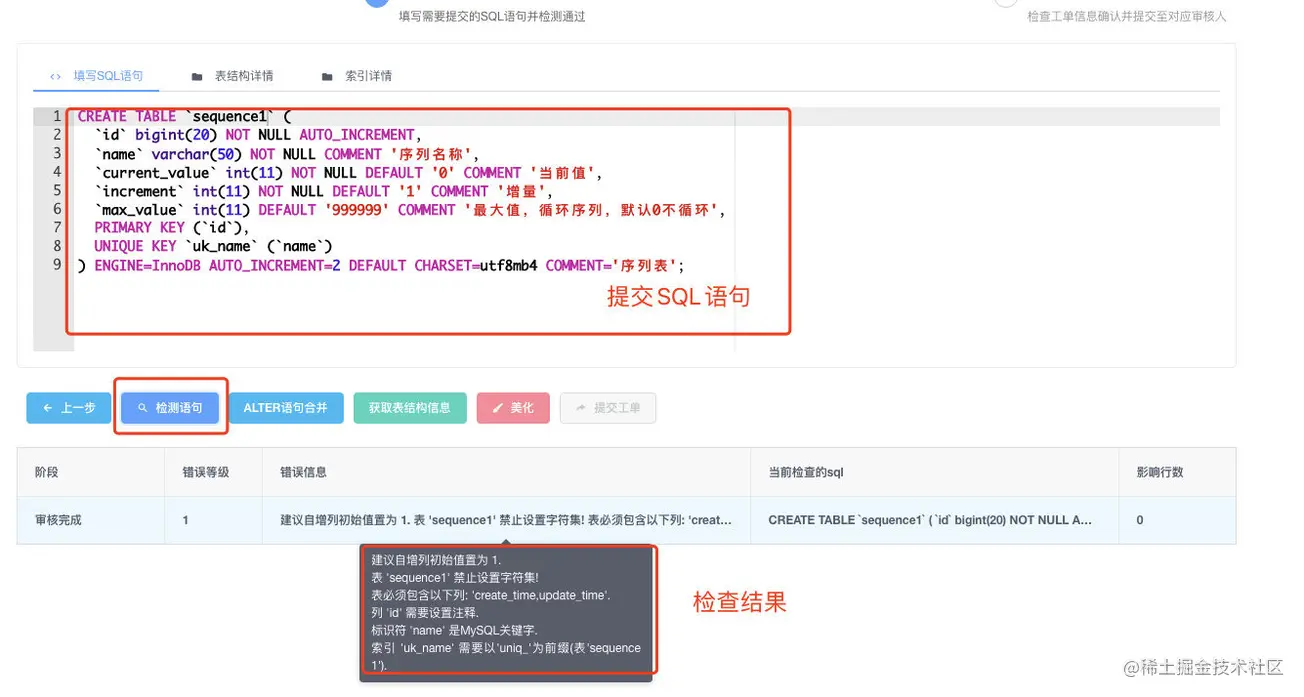 填写需要提交的SQL语句并检测通过
检查工单信息确认并提交至对应审核人
填写SQL语句 表结构详情 索引详情
1 CREATE TABLE `sequence1` (
2 `id` bigint(20) NOT NULL AUTO_INCREMENT,
3 `name` varchar(50) NOT NULL COMMENT '序列名称',
4 `current_value` int(11) NOT NULL DEFAULT '0' COMMENT '当前值',
5 `increment` int(11) NOT NULL DEFAULT '1' COMMENT '增量',
6 `max_value` int(11) DEFAULT '999999' COMMENT '最大值，循环序列，默认0不循环',
7 PRIMARY KEY (`id`),
8 UNIQUE KEY `uk_name` (`name`)
9 ) ENGINE=InnoDB AUTO_INCREMENT=2 DEFAULT CHARSET=utf8mb4 COMMENT='序列表';
提交SQL语句
上一步 检测语句 ALTER语句合并 获取表结构信息 美化 提交工单
阶段 错误等级 错误信息 当前检查的sql 影响行数
审核完成 1 建议自增列初始值置为 1. 表 'sequence1' 禁止设置字符集! 表必须包含以下列: 'creat... CREATE TABLE `sequence1` ( `id` bigint(20) NOT NULL A... 0
建议自增列初始值置为 1.
表 'sequence1' 禁止设置字符集!
表必须包含以下列: 'create_time,update_time'.
列 'id' 需要设置注释.
标识符 'name' 是MySQL关键字.
索引 'uk_name' 需要以'uniq_'为前缀(表'sequence
1').
检查结果
@稀土掘金技术社区